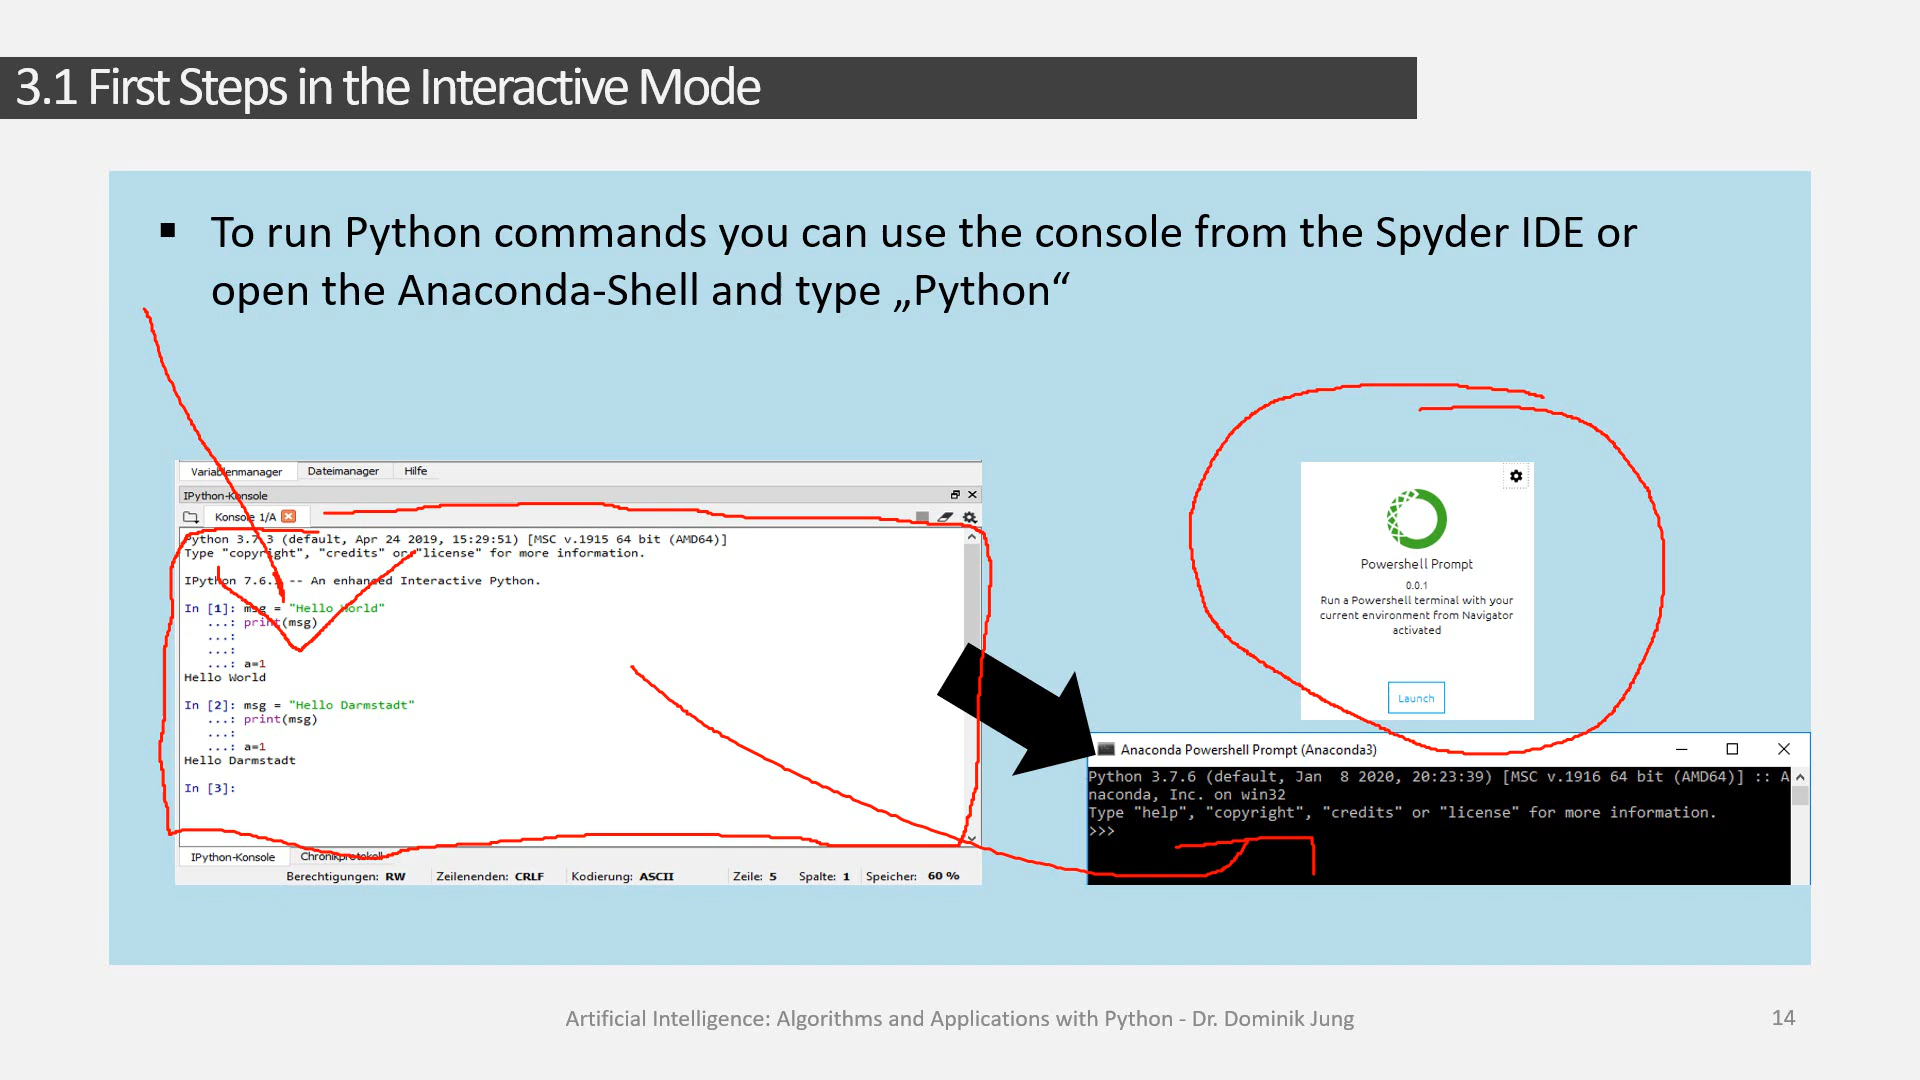 3.1 First Steps in the Interactive Mode
▪ To run Python commands you can use the console from the Spyder IDE or
open the Anaconda-Shell and type „Python“
Variablenmanager Dateimanager Hilfe
IPython-Konsole
Konsole 1/A
Python 3.7.3 (default, Apr 24 2019, 15:29:51) [MSC v.1915 64 bit (AMD64)]
Type "copyright", "credits" or "license" for more information.
IPython 7.6. -- An enhanced Interactive Python.
In [1]: msg = "Hello World"
...: print(msg)
...:
...:
...: a=1
Hello World
In [2]: msg = "Hello Darmstadt"
...: print(msg)
...:
...: a=1
Hello Darmstadt
In [3]:
IPython-Konsole Chronikprotokoll
Berechtigungen: RW Zeilenenden: CRLF Kodierung: ASCII Zeile: 5 Spalte: 1 Speicher: 60 %
Powershell Prompt
0.0.1
Run a Powershell terminal with your
current environment from Navigator
activated
Launch
Anaconda Powershell Prompt (Anaconda3)
Python 3.7.6 (default, Jan  8 2020, 20:23:39) [MSC v.1916 64 bit (AMD64)] :: A
naconda, Inc. on win32
Type "help", "copyright", "credits" or "license" for more information.
>>>
Artificial Intelligence: Algorithms and Applications with Python - Dr. Dominik Jung
14